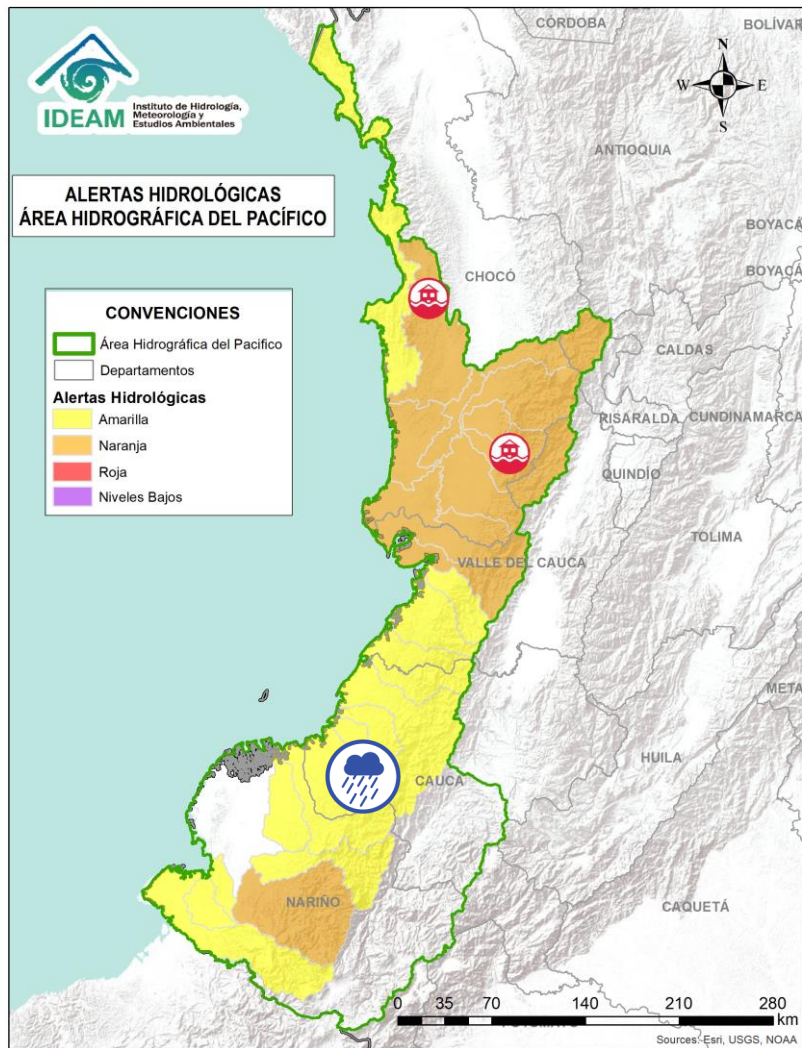 IDEAM
Instituto de Hidrología,
Meteorología y
Estudios Ambientales
ALERTAS HIDROLÓGICAS
ÁREA HIDROGRÁFICA DEL PACÍFICO
CONVENCIONES
Área Hidrográfica del Pacifico
Departamentos
Alertas Hidrológicas
Amarilla
Naranja
Roja
Niveles Bajos
N
W E
S
CÓRDOBA
BOLÍVAR
ANTIOQUIA
BOYACÁ
BOYACÁ
CHOCÓ
CALDAS
RISARALDA
CUNDINAMARCA
QUINDÍO
TOLIMA
VALLE DEL CAUCA
META
HUILA
CAUCA
NARIÑO
CAQUETÁ
0 35 70 140 210 280
km
Sources: Esri, USGS, NOAA